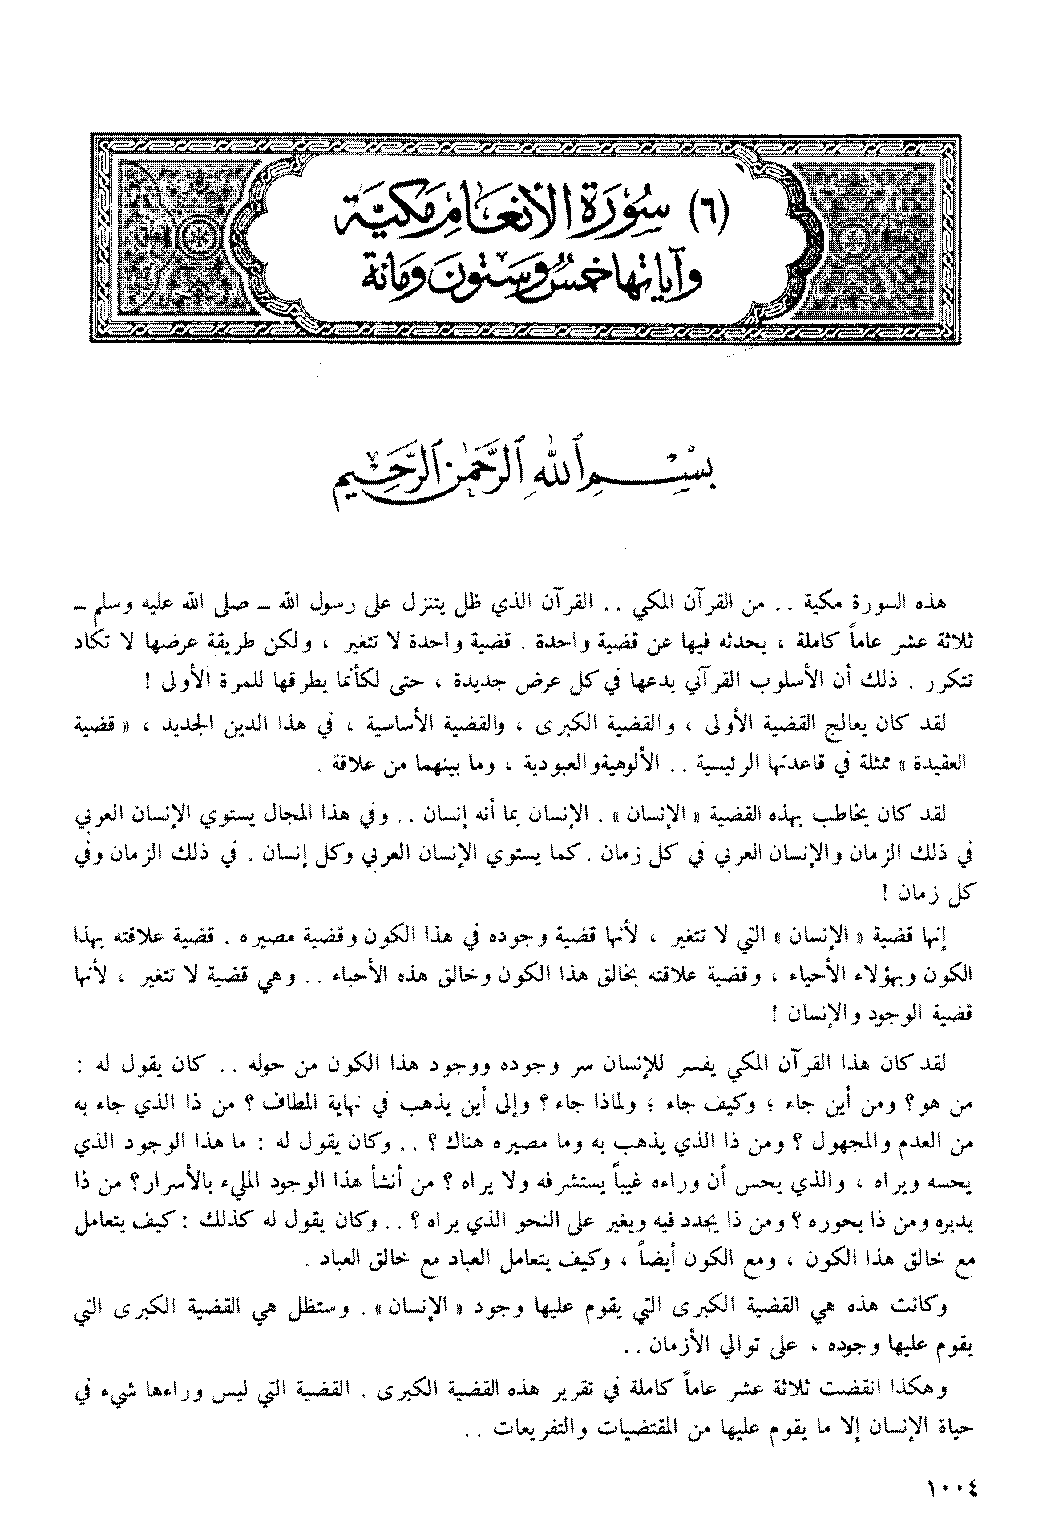 (٦) سورة الأنعام مكية
وآياتها خمس وستون ومائة
بسم الله الرحمن الرحيم
هذه السورة مكية .. من القرآن المكي .. القرآن الذي ظل يتنزل على رسول الله – صلى الله عليه وسلم –
ثلاثة عشر عاماً كاملة ، يحدثه فيها عن قضية واحدة . قضية واحدة لا تتغير ، ولكن طريقة عرضها لا تكاد
تتكرر . ذلك أن الأسلوب القرآني يدعها في كل عرض جديدة ، حتى لكأنما يطرقها للمرة الأولى !
لقد كان يعالج القضية الأولى ، والقضية الكبرى ، والقضية الأساسية ، في هذا الدين الجديد ، « قضية
العقيدة » ممثلة في قاعدتها الرئيسية .. الألوهية والعبودية ، وما بينهما من علاقة .
لقد كان يخاطب بهذه القضية « الإنسان » . الإنسان بما أنه إنسان .. وفي هذا المجال يستوي الإنسان العربي
في ذلك الزمان والإنسان العربي في كل زمان . كما يستوي الإنسان العربي وكل إنسان . في ذلك الزمان وفي
كل زمان !
إنها قضية « الإنسان » التي لا تتغير ، لأنها قضية وجوده في هذا الكون وقضية مصيره . قضية علاقته بهذا
الكون وبهؤلاء الأحياء ، وقضية علاقته بخالق هذا الكون وخالق هذه الأحياء .. وهي قضية لا تتغير ، لأنها
قضية الوجود والإنسان !
لقد كان هذا القرآن المكي يفسر للإنسان سر وجوده ووجود هذا الكون من حوله .. كان يقول له :
من هو ؟ ومن أين جاء ؛ وكيف جاء ؛ ولماذا جاء ؟ وإلى أين يذهب في نهاية المطاف ؟ من ذا الذي جاء به
من العدم والمجهول ؟ ومن ذا الذي يذهب به وما مصيره هناك ؟ .. وكان يقول له : ما هذا الوجود الذي
يحسه ويراه ، والذي يحس أن وراءه غيباً يستشرفه ولا يراه ؟ من أنشأ هذا الوجود المليء بالأسرار ؟ من ذا
يديره ومن ذا يحوره ؟ ومن ذا يجدد فيه ويغير على النحو الذي يراه ؟ .. وكان يقول له كذلك : كيف يتعامل
مع خالق هذا الكون ، ومع الكون أيضاً ، وكيف يتعامل العباد مع خالق العباد .
وكانت هذه هي القضية الكبرى التي يقوم عليها وجود « الإنسان » . وستظل هي القضية الكبرى التي
يقوم عليها وجوده ، على توالي الأزمان ..
وهكذا انقضت ثلاثة عشر عاماً كاملة في تقرير هذه القضية الكبرى . القضية التي ليس وراءها شيء في
حياة الإنسان إلا ما يقوم عليها من المقتضيات والتفريعات ..
١٠٠٤